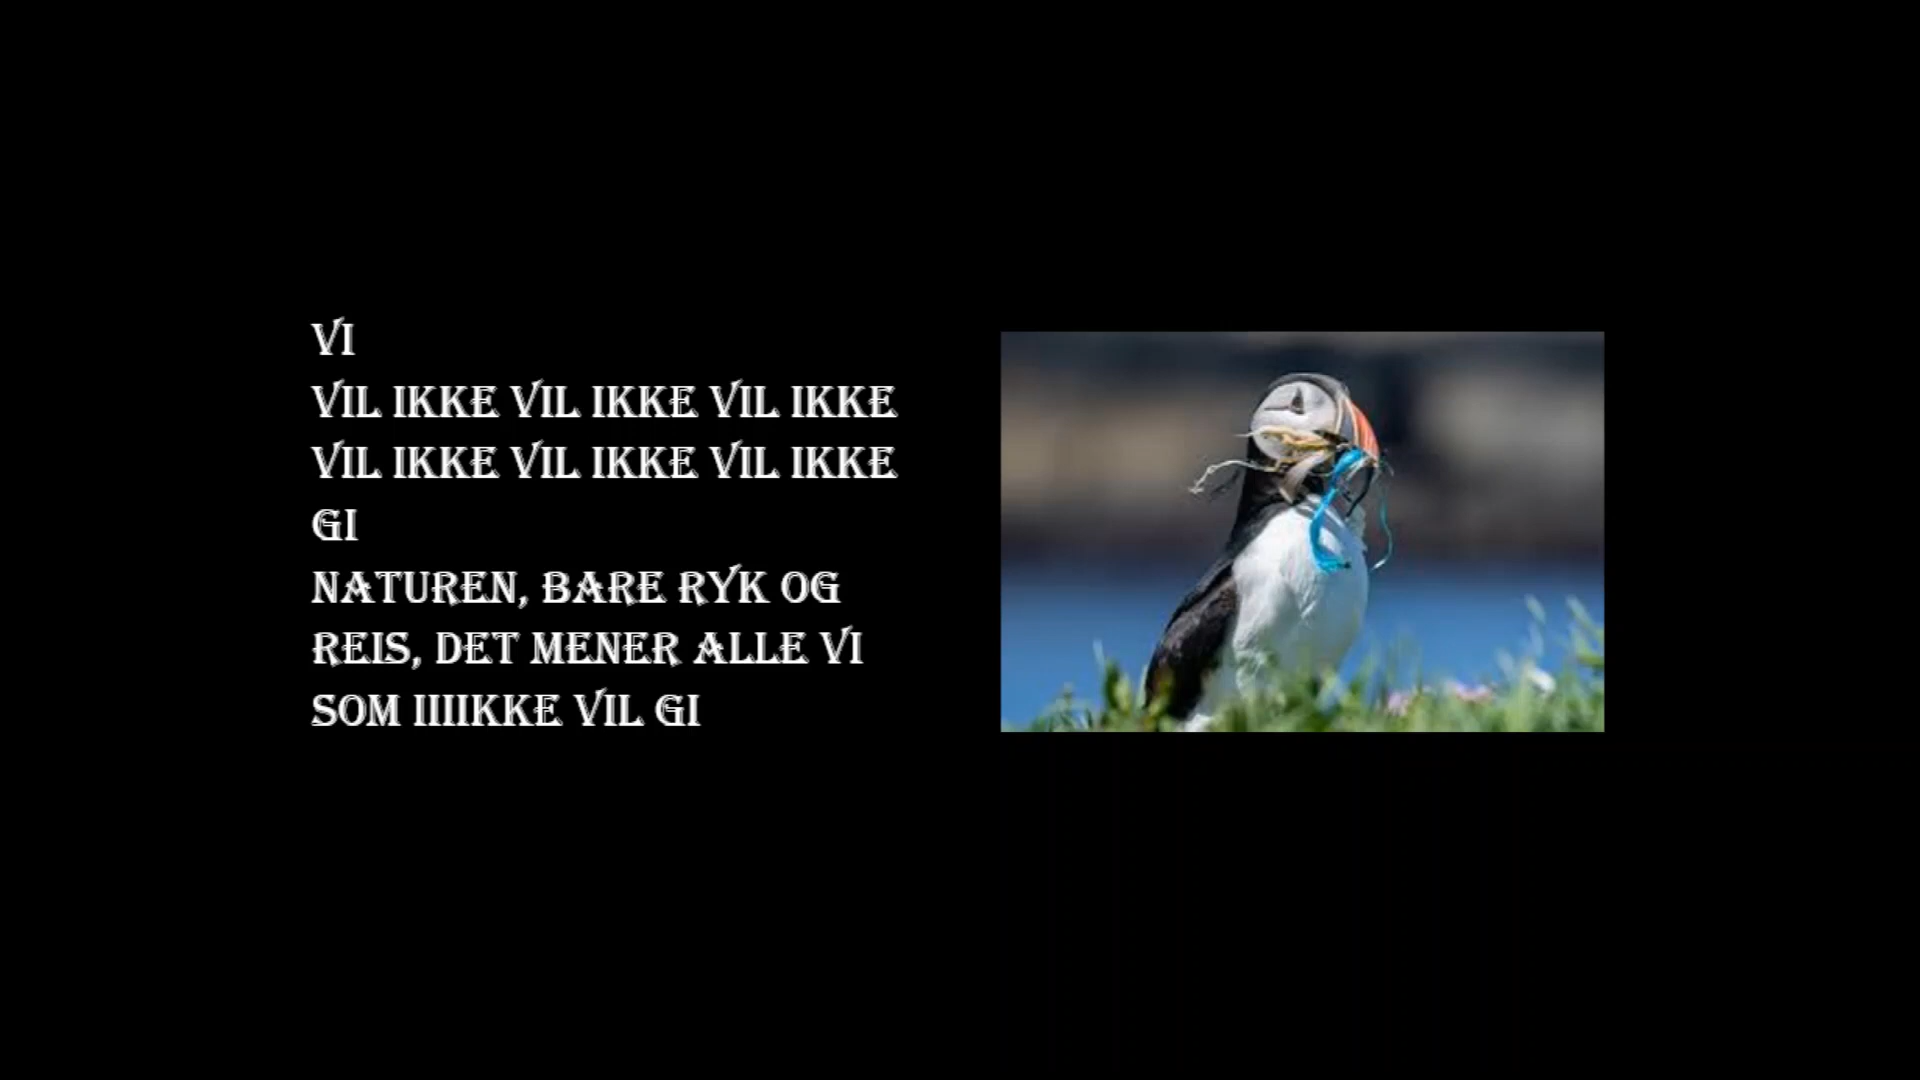 VI
VIL IKKE VIL IKKE VIL IKKE
VIL IKKE VIL IKKE VIL IKKE
GI
NATUREN, BARE RYK OG
REIS, DET MENER ALLE VI
SOM IIIIKKE VIL GI